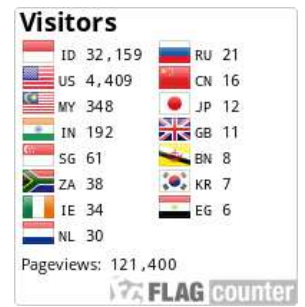 Visitors
ID 32,159
US 4,409
MY 348
IN 192
SG 61
ZA 38
IE 34
NL 30
RU 21
CN 16
JP 12
GB 11
BN 8
KR 7
EG 6
Pageviews: 121,400
FLAG counter